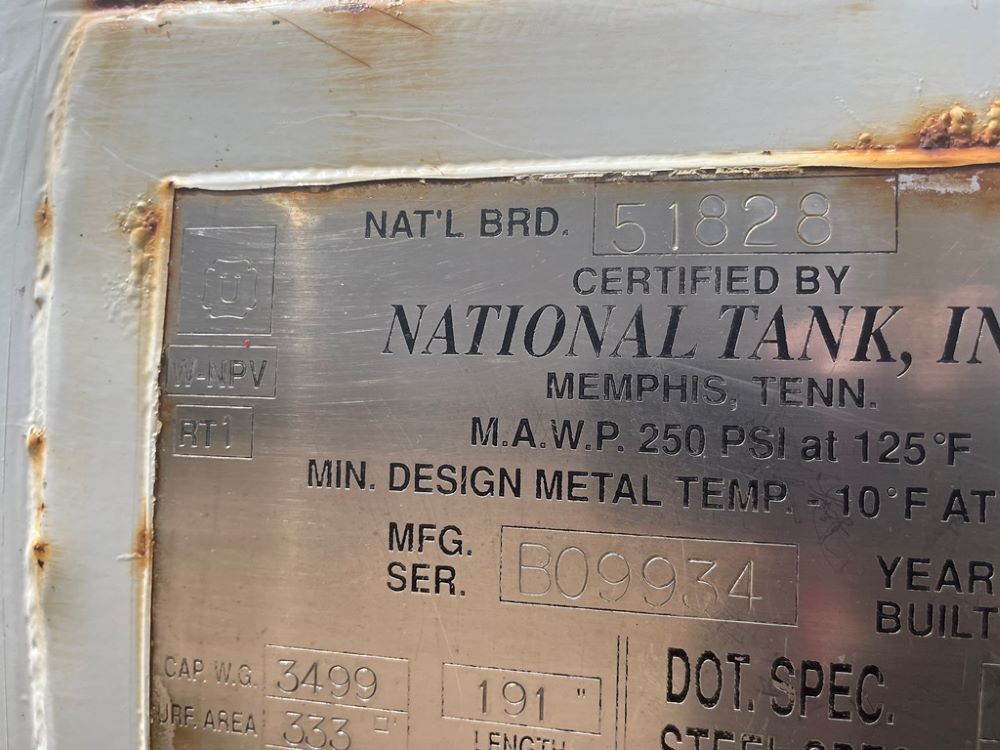 NAT'L BRD. 51828
CERTIFIED BY
U
NATIONAL TANK, IN
W-NPV
MEMPHIS, TENN.
RT1
M.A.W.P. 250 PSI at 125°F
MIN. DESIGN METAL TEMP. - 10°F AT
MFG. SER. B09934
YEAR BUILT
CAP. W.G. 3499
191 "
DOT. SPEC.
URF. AREA 333 □'
LENGTH